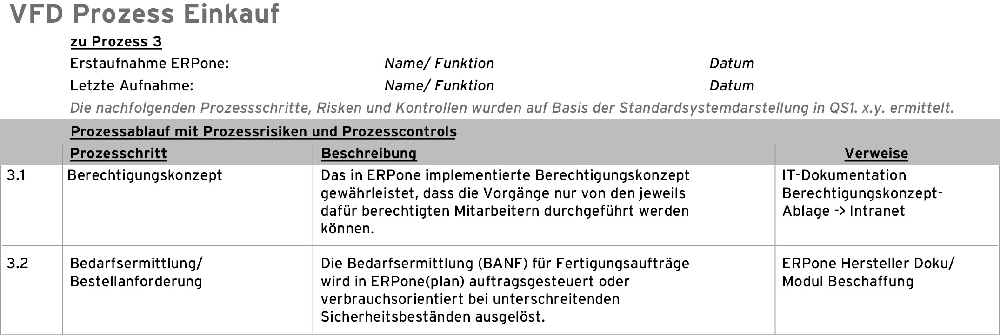 VFD Prozess Einkauf
zu Prozess 3
Erstaufnahme ERPone: Name/ Funktion Datum
Letzte Aufnahme: Name/ Funktion Datum
Die nachfolgenden Prozessschritte, Risken und Kontrollen wurden auf Basis der Standardsystemdarstellung in QS1. x.y. ermittelt.
Prozessablauf mit Prozessrisiken und Prozesscontrols
Prozesschritt Beschreibung Verweise
3.1 Berechtigungskonzept Das in ERPone implementierte Berechtigungskonzept IT-Dokumentation
gewährleistet, dass die Vorgänge nur von den jeweils Berechtigungskonzept-
dafür berechtigten Mitarbeitern durchgeführt werden Ablage -> Intranet
können.
3.2 Bedarfsermittlung/ Die Bedarfsermittlung (BANF) für Fertigungsaufträge ERPone Hersteller Doku/
Bestellanforderung wird in ERPone(plan) auftragsgesteuert oder Modul Beschaffung
verbrauchsorientiert bei unterschreitenden
Sicherheitsbeständen ausgelöst.